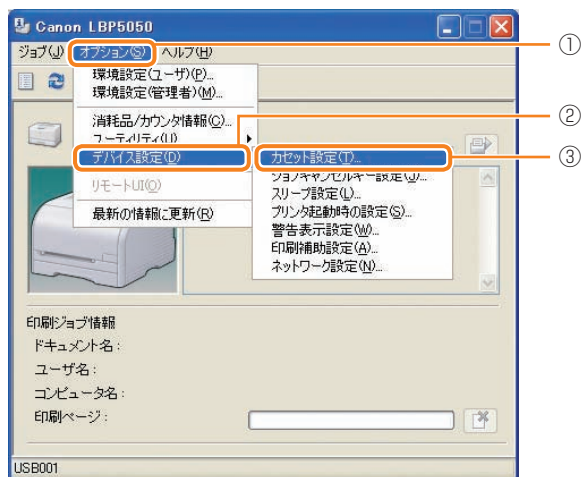 Canon LBP5050
ジョブ(J) オプション(S) ヘルプ(H)
①
環境設定(ユーザ)(P)...
環境設定(管理者)(M)...
消耗品/カウンタ情報(C)...
②
ユーティリティ(U)
デバイス設定(D)
カセット設定(T)...
③
ジョブキャンセルキー設定(J)...
リモートUI(O)
スリープ設定(L)...
最新の情報に更新(R)
プリンタ起動時の設定(S)...
警告表示設定(W)...
印刷補助設定(A)...
ネットワーク設定(N)...
印刷ジョブ情報
ドキュメント名:
ユーザ名:
コンピュータ名:
印刷ページ:
USB001